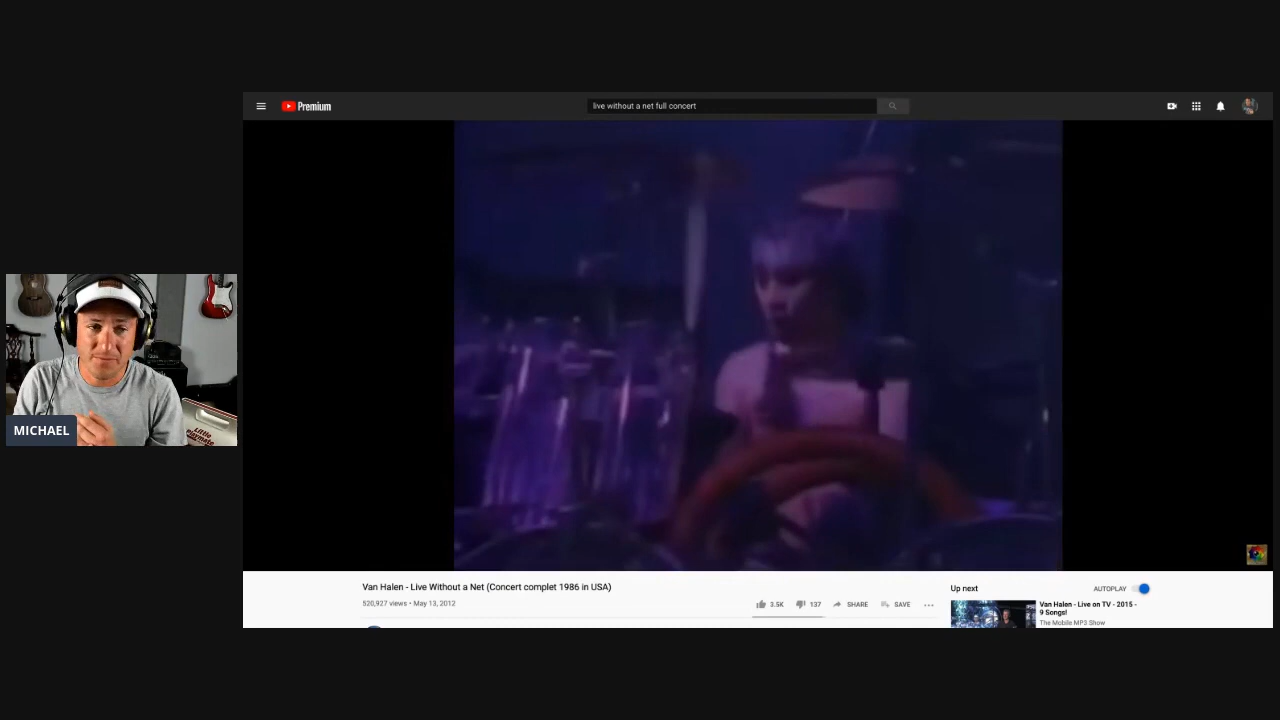 Premium
live without a net full concert
MICHAEL
Little
Playmate
Van Halen - Live Without a Net (Concert complet 1986 in USA)
520,927 views • May 13, 2012
3.5K
137
SHARE
SAVE
Up next
AUTOPLAY
Van Halen - Live on TV - 2015 -
9 Songs!
The Mobile MP3 Show